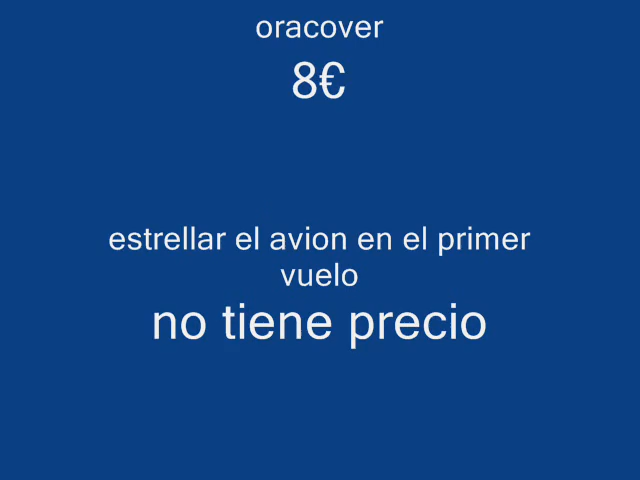 oracover
8€
estrellar el avion en el primer
vuelo
no tiene precio